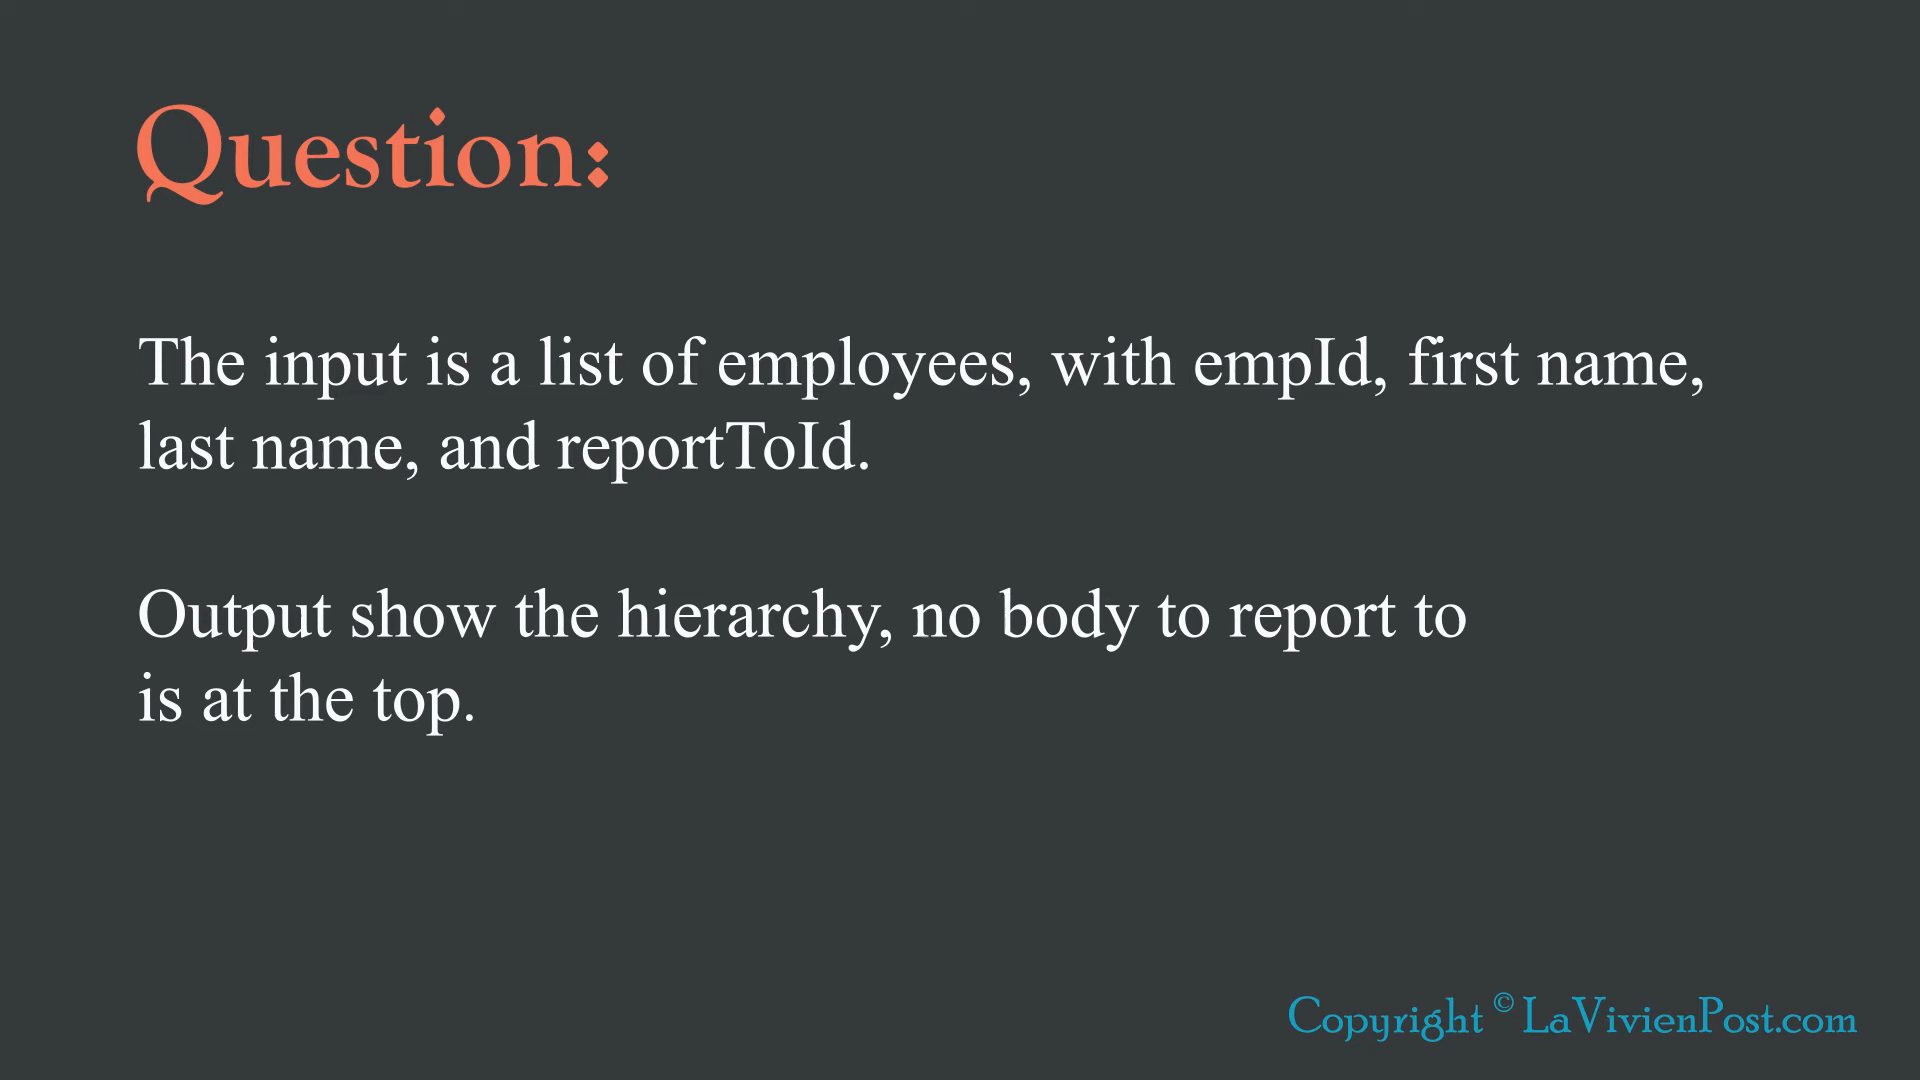 Question:
The input is a list of employees, with empId, first name,
last name, and reportToId.
Output show the hierarchy, no body to report to
is at the top.
Copyright © LaVivienPost.com